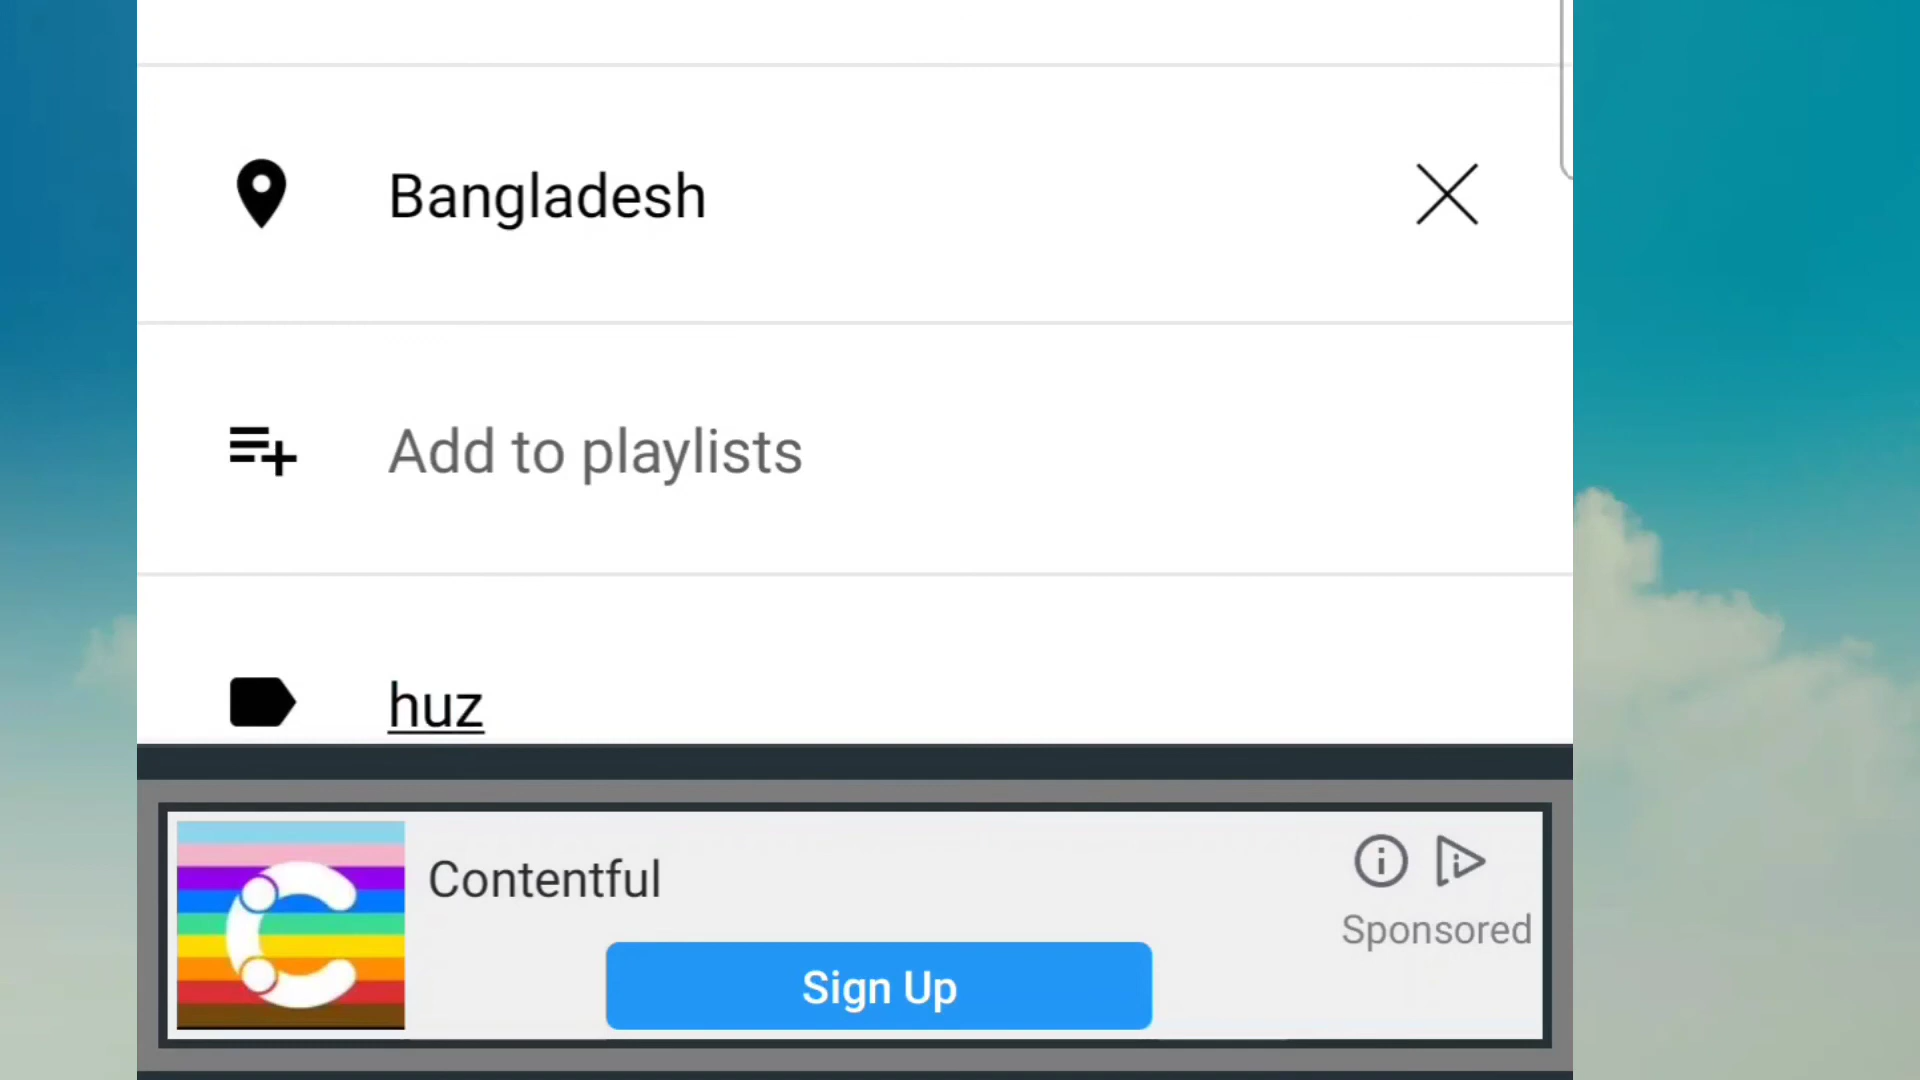 Bangladesh
Add to playlists
huz
Contentful
Sponsored
Sign Up